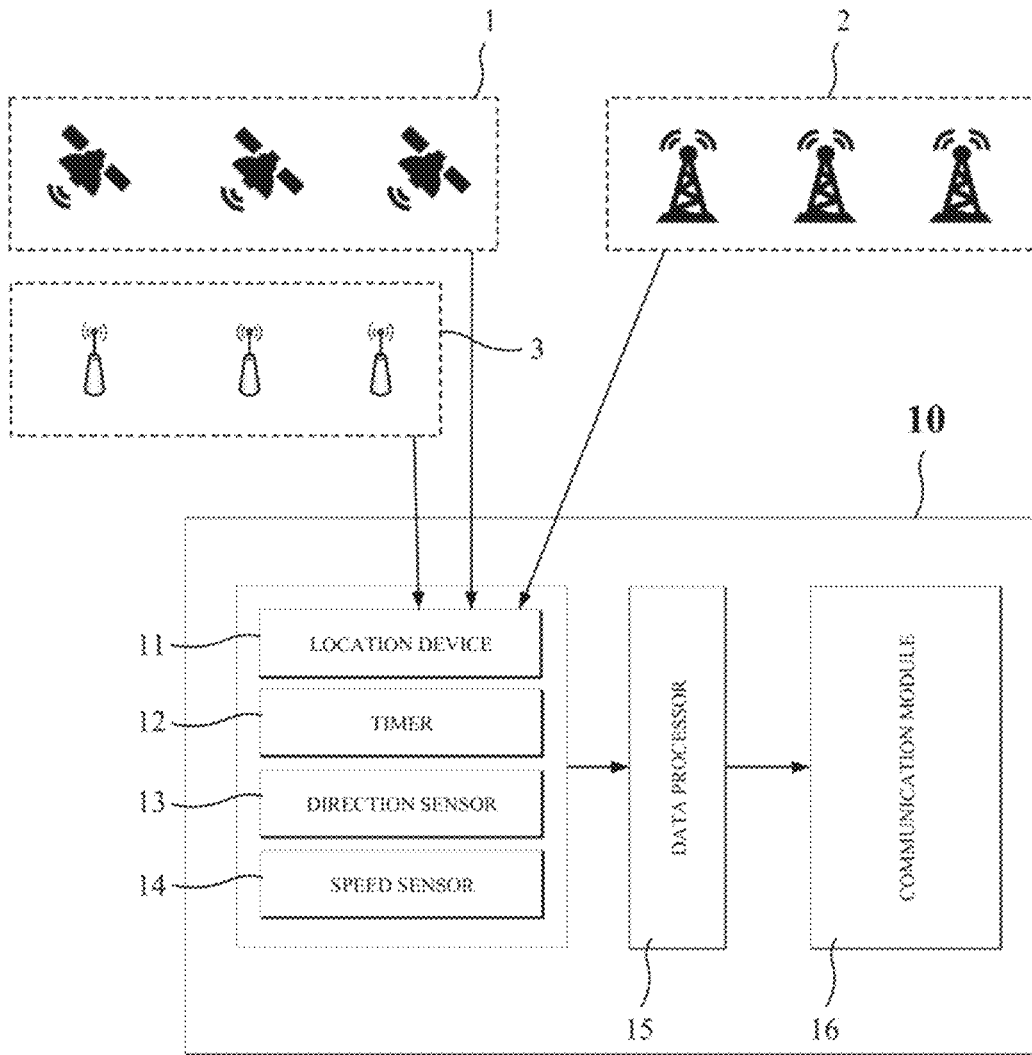 1
2
3
10
11
LOCATION DEVICE
12
TIMER
13
DIRECTION SENSOR
14
SPEED SENSOR
DATA PROCESSOR
COMMUNICATION MODULE
15
16